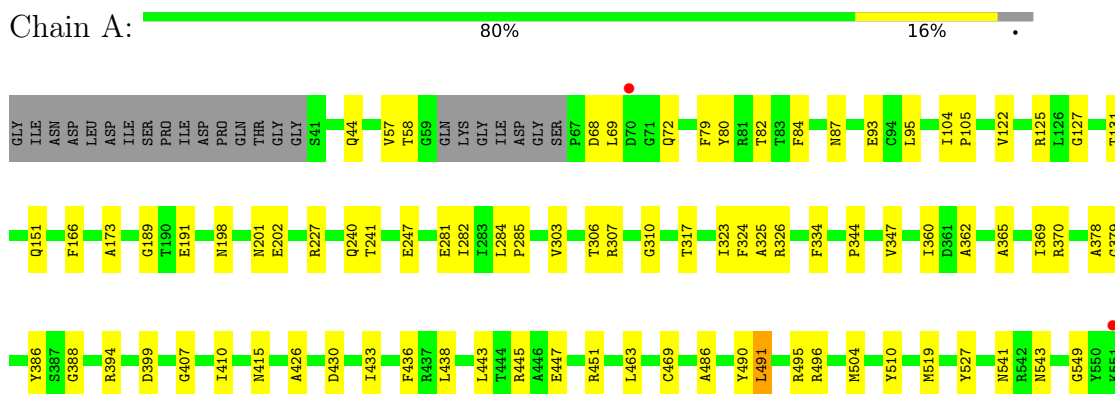 Chain A: 80% 16% •
GLY ILE ASN ASP LEU ASP ILE SER PRO ILE ASP PRO GLN THR GLY GLY S41 Q44 V57 T58 G59 GLN LYS GLY ILE ASP GLY SER P67 D68 L69 D70 G71 Q72 F79 Y80 R81 T82 T83 F84 N87 E93 C94 L95 I104 P105 V122 R125 L126 G127
Q151 F166 A173 G189 T190 E191 N198 N201 E202 R227 Q240 T241 E247 E281 I282 I283 L284 P285 V303 T306 R307 G310 T317 I323 F324 A325 R326 F334 P344 V347 I360 D361 A362 A365 I369 R370 A378
Y386 S387 G388 R394 D399 G407 I410 N415 A426 D430 I433 F436 R437 L438 L443 T444 R445 A446 E447 R451 L463 C469 A486 Y490 L491 R495 R496 M504 Y510 M519 Y527 N541 R542 N543 G549 Y550 K551